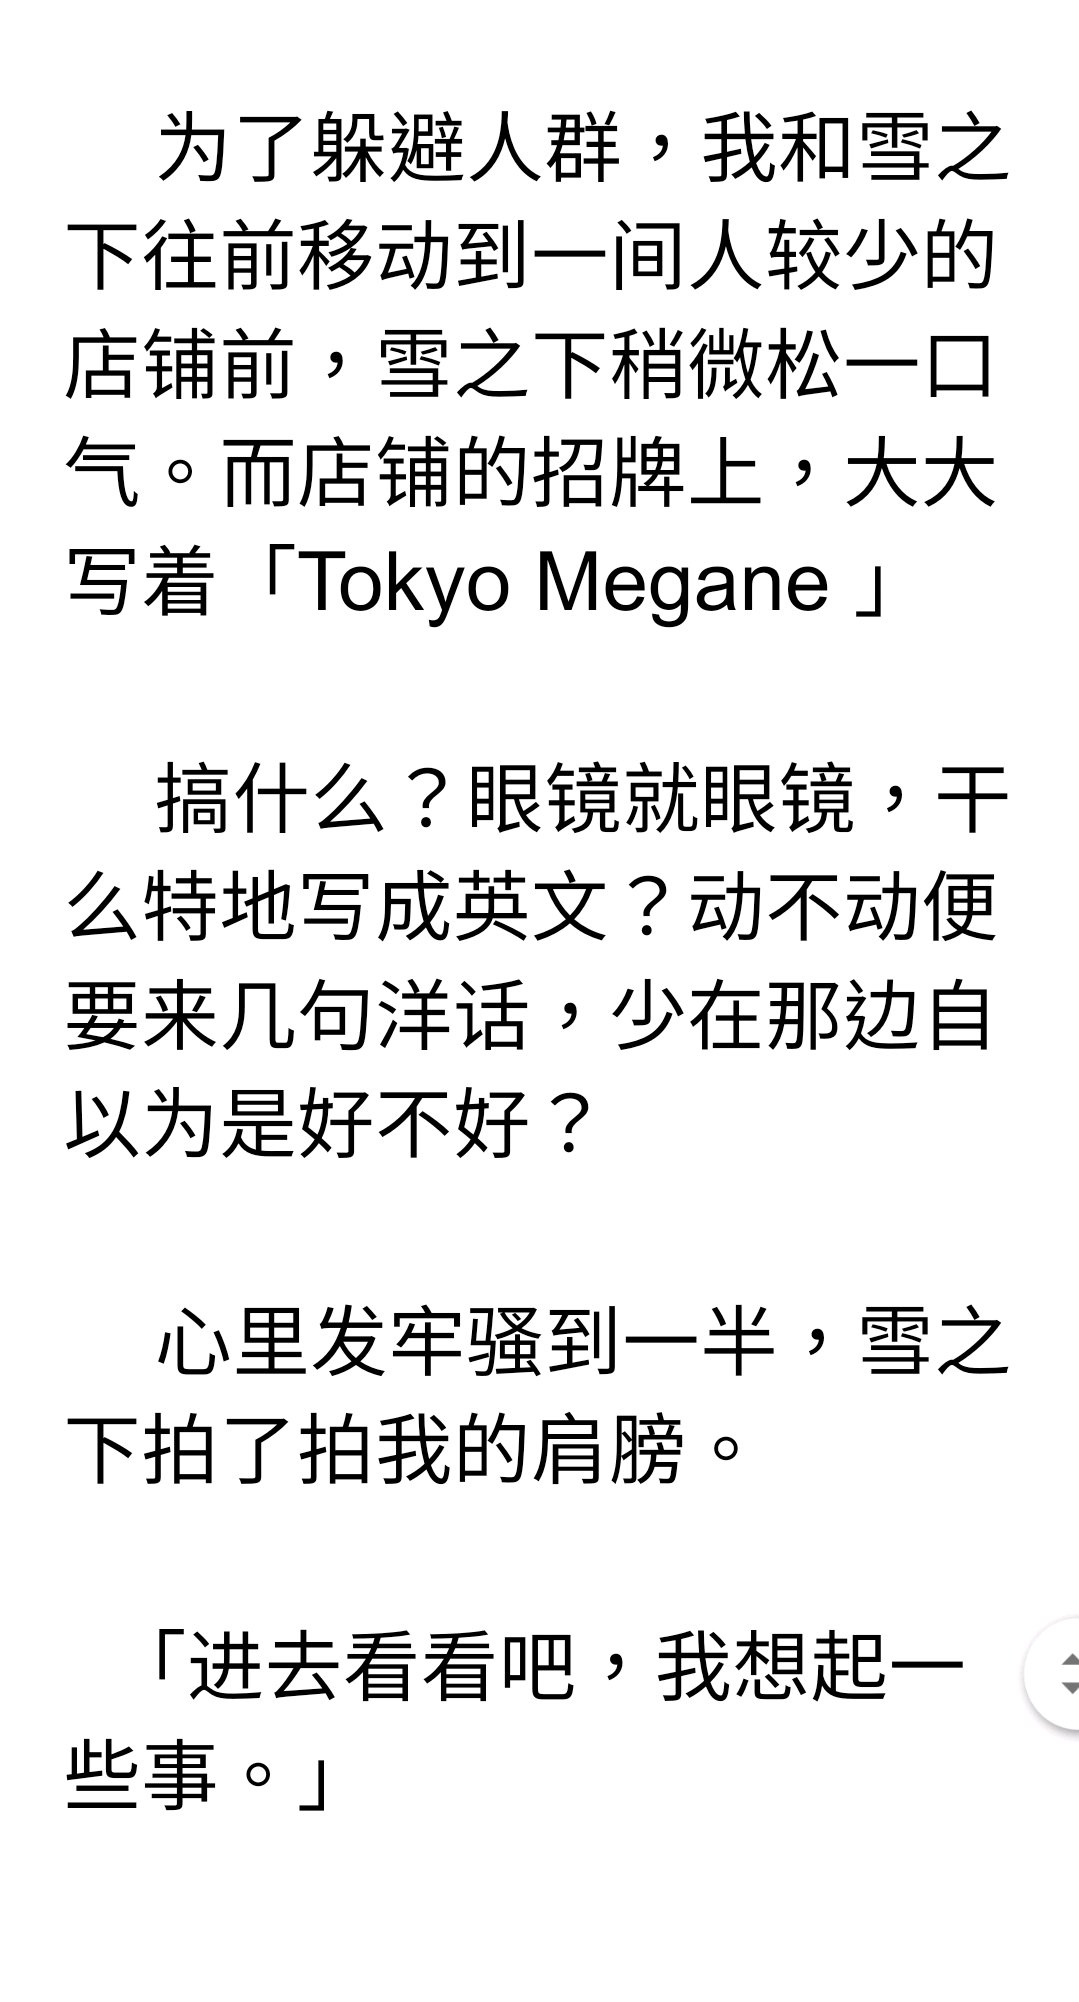 为了躲避人群，我和雪之
下往前移动到一间人较少的
店铺前，雪之下稍微松一口
气。而店铺的招牌上，大大
写着「Tokyo Megane 」
搞什么？眼镜就眼镜，干
么特地写成英文？动不动便
要来几句洋话，少在那边自
以为是好不好？
心里发牢骚到一半，雪之
下拍了拍我的肩膀。
「进去看看吧，我想起一
些事。」